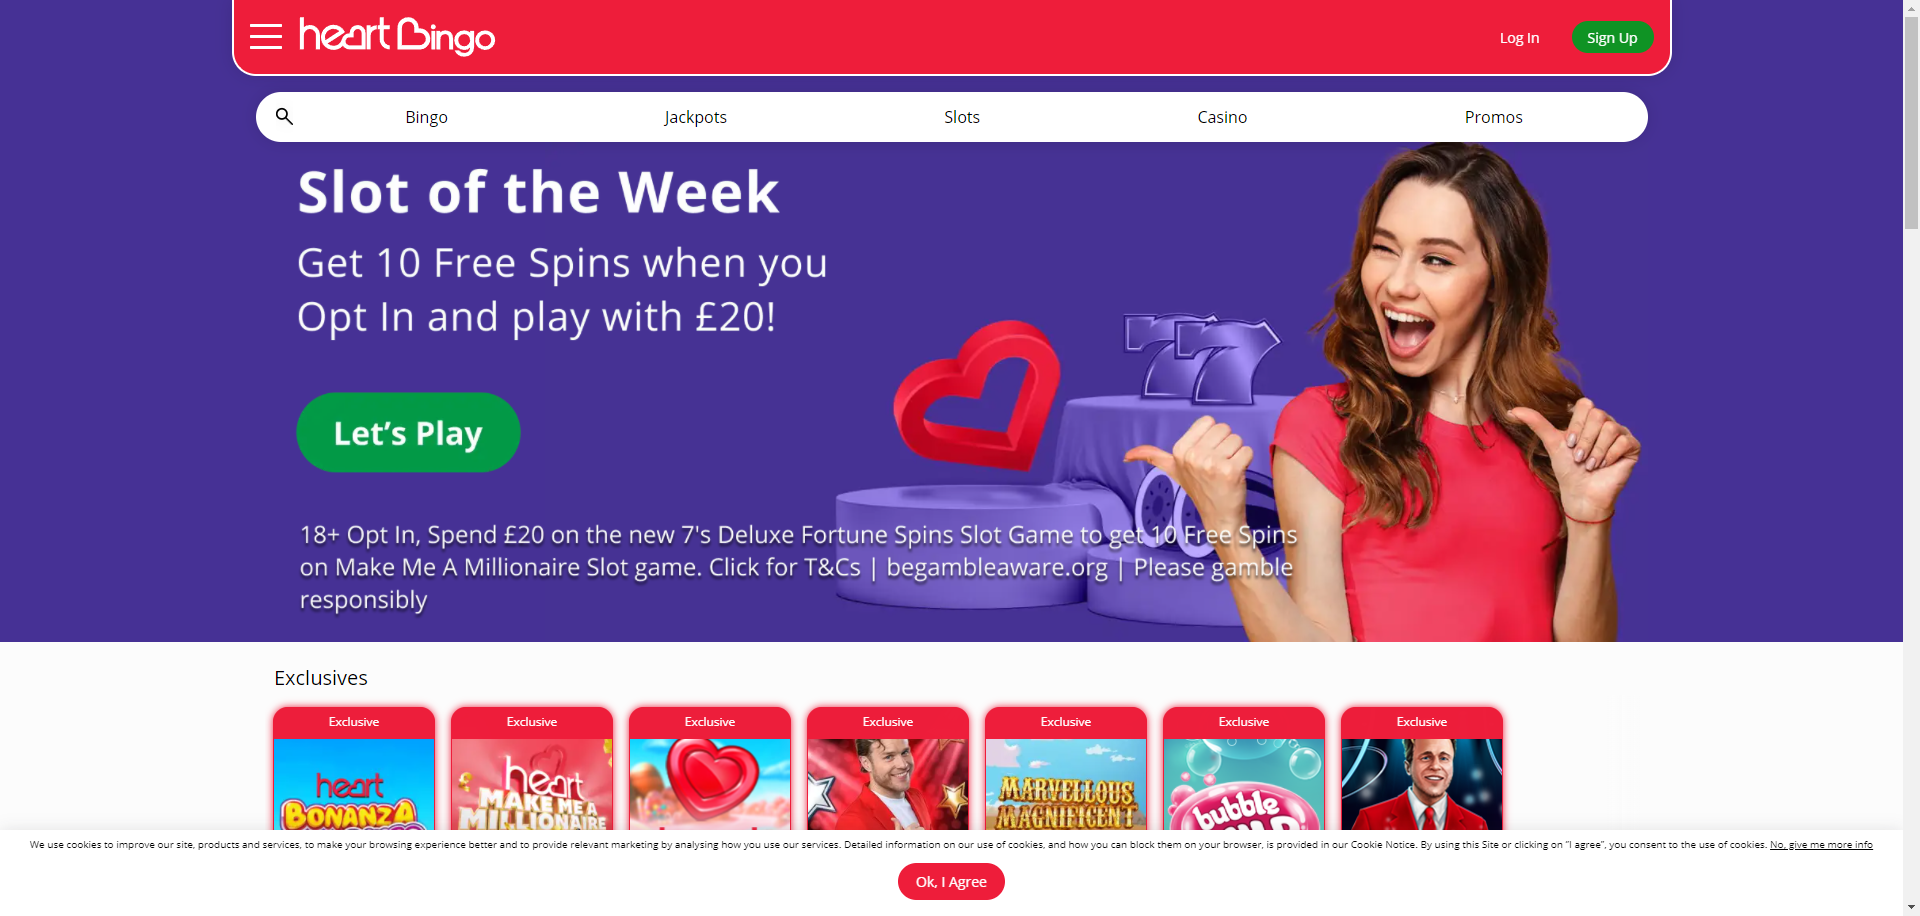 heart Bingo
Log In
Sign Up
Bingo
Jackpots
Slots
Casino
Promos
Slot of the Week
Get 10 Free Spins when you
Opt In and play with £20!
77
Let's Play
18+ Opt In, Spend £20 on the new 7's Deluxe Fortune Spins Slot Game to get 10 Free Spins
on Make Me A Millionaire Slot game. Click for T&Cs | begambleaware.org | Please gamble
responsibly
Exclusives
Exclusive
Exclusive
Exclusive
Exclusive
Exclusive
Exclusive
Exclusive
heart
BONANZA
heart
MAKE ME A
MILLIONAIRE
MARVELLOUS
MAGNIFICENT
bubble
We use cookies to improve our site, products and services, to make your browsing experience better and to provide relevant marketing by analysing how you use our services. Detailed information on our use of cookies, and how you can block them on your browser, is provided in our Cookie Notice. By using this Site or clicking on "I agree", you consent to the use of cookies. No, give me more info
Ok, I Agree